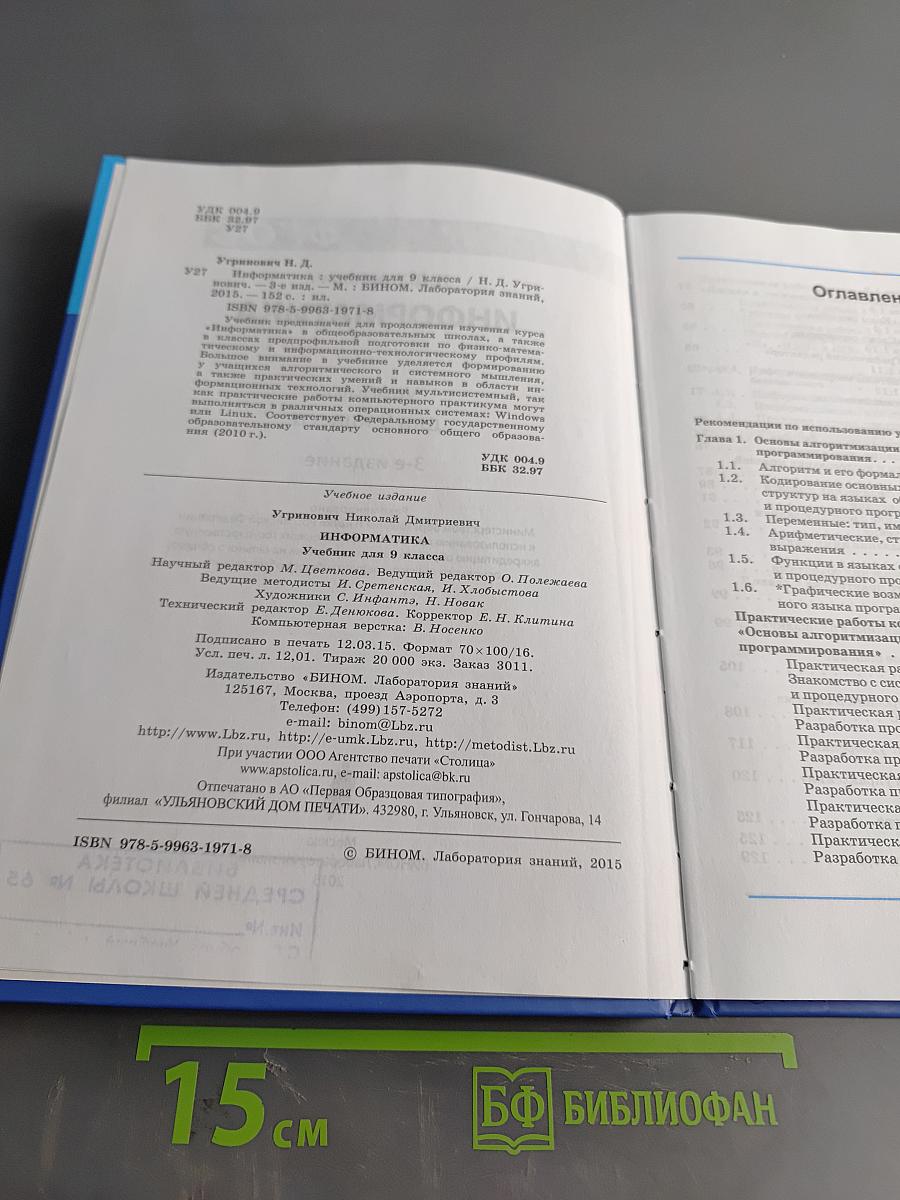 УДК 004.9
ББК 32.97
У27
Угринович Н. Д.
У27 Информатика : учебник для 9 класса / Н. Д. Угри-
нович. — 3-е изд. — М. : БИНОМ. Лаборатория знаний,
2015. — 152 с. : ил.
ISBN 978-5-9963-1971-8
Учебник предназначен для продолжения изучения курса
«Информатика» в общеобразовательных школах, а также
в классах предпрофильной подготовки по физико-матема-
тическому и информационно-технологическому профилям.
Большое внимание в учебнике уделяется формированию
у учащихся алгоритмического и системного мышления,
а также практических умений и навыков в области ин-
формационных технологий. Учебник мультисистемный, так
как практические работы компьютерного практикума могут
выполняться в различных операционных системах: Windows
или Linux. Соответствует Федеральному государственному
образовательному стандарту основного общего образова-
ния (2010 г.).
УДК 004.9
ББК 32.97
Учебное издание
Угринович Николай Дмитриевич
ИНФОРМАТИКА
Учебник для 9 класса
Научный редактор М. Цветкова. Ведущий редактор О. Полежаева
Ведущие методисты И. Сретенская, И. Хлобыстова
Художники С. Инфантэ, Н. Новак
Технический редактор Е. Денюкова. Корректор Е. Н. Клитина
Компьютерная верстка: В. Носенко
Подписано в печать 12.03.15. Формат 70×100/16.
Усл. печ. л. 12,01. Тираж 20 000 экз. Заказ 3011.
Издательство «БИНОМ. Лаборатория знаний»
125167, Москва, проезд Аэропорта, д. 3
Телефон: (499) 157-5272
e-mail: binom@Lbz.ru
http://www.Lbz.ru, http://e-umk.Lbz.ru, http://metodist.Lbz.ru
При участии ООО Агентство печати «Столица»
www.apstolica.ru, e-mail: apstolica@bk.ru
Отпечатано в АО «Первая Образцовая типография»,
филиал «УЛЬЯНОВСКИЙ ДОМ ПЕЧАТИ». 432980, г. Ульяновск, ул. Гончарова, 14
ISBN 978-5-9963-1971-8 © БИНОМ. Лаборатория знаний, 2015
Оглавлен
Рекомендации по использованию у
Глава 1. Основы алгоритмизации
программирования. . .
1.1. Алгоритм и его формал
1.2. Кодирование основных
структур на языках об
и процедурного програ
1.3. Переменные: тип, им
1.4. Арифметические, ст
выражения . . . . .
1.5. Функции в языках о
и процедурного про
1.6. *Графические возм
ного языка програ
Практические работы ко
«Основы алгоритмизаци
программирования» .
Практическая ра
Знакомство с сис
и процедурного
Практическая р
Разработка про
Практическая
Разработка пр
Практическая
Разработка п
Практическа
Разработка п
Практическ
Разработка
15 см
БФ БИБЛИОФАН